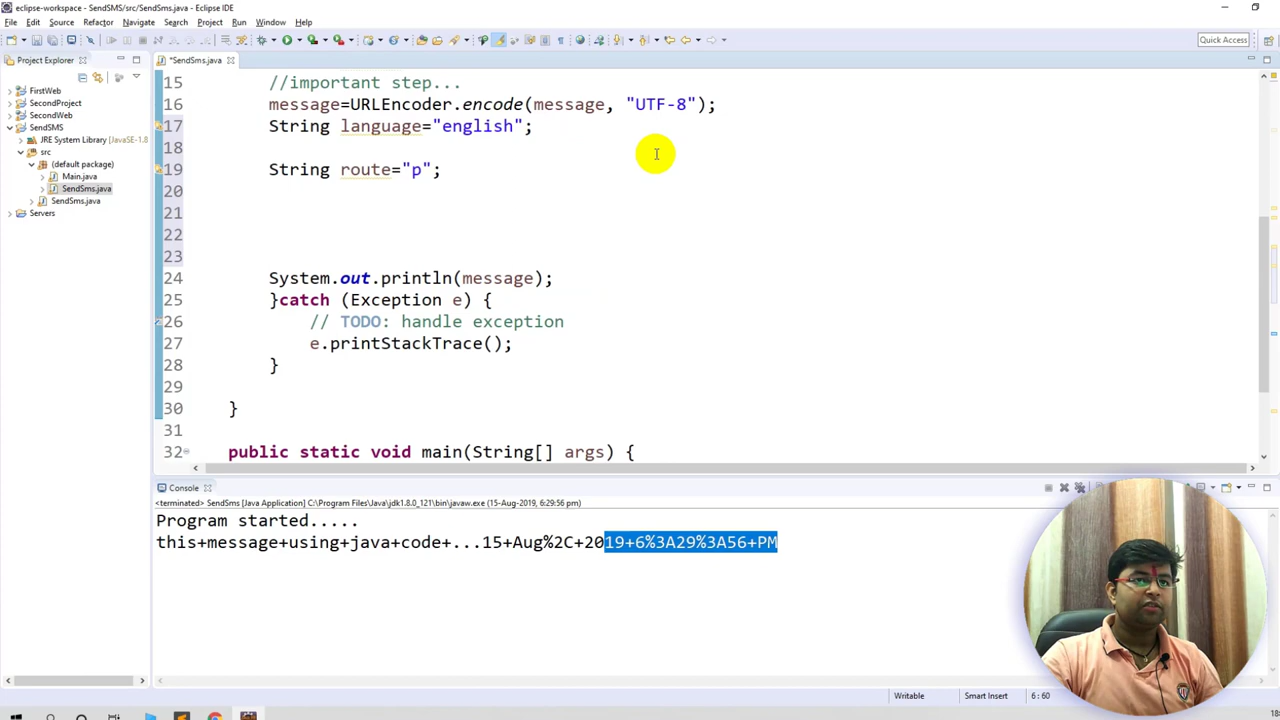 eclipse-workspace - SendSMS/src/SendSms.java - Eclipse IDE
File Edit Source Refactor Navigate Search Project Run Window Help
Quick Access
Project Explorer
*SendSms.java
FirstWeb
SecondProject
SecondWeb
SendSMS
JRE System Library [JavaSE-1.8
src
(default package)
Main.java
SendSms.java
SendSms.java
Servers
15 //important step...
16 message=URLEncoder.encode(message, "UTF-8");
17 String language="english";
18
19 String route="p";
20
21
22
23
24 System.out.println(message);
25 }catch (Exception e) {
26 // TODO: handle exception
27 e.printStackTrace();
28 }
29
30 }
31
32 public static void main(String[] args) {
Console
<terminated> SendSms [Java Application] C:\Program Files\Java\jdk1.8.0_121\bin\javaw.exe (15-Aug-2019, 6:29:56 pm)
Program started.....
this+message+using+java+code+...15+Aug%2C+2019+6%3A29%3A56+PM
Writable Smart Insert 6 : 60